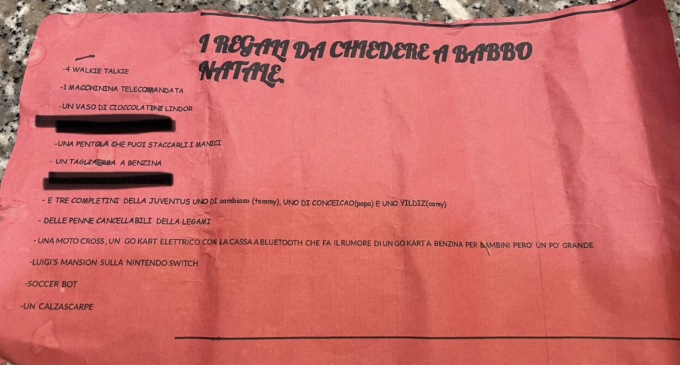 I REGALI DA CHIEDERE A BABBO
NATALE.
-4 WALKIE TALKIE
-1 MACCHININA TELECOMANDATA
-UN VASO DI CIOCCOLATINI LINDOR
-UNA PENTOLA CHE PUOI STACCARLI I MANICI
- UN TAGLIAERBA A BENZINA
- E TRE COMPLETINI DELLA JUVENTUS UNO DI cambiaso (tommy), UNO DI CONCEICAO(papa) E UNO YILDIZ(samy)
- DELLE PENNE CANCELLABILI DELLA LEGAMI
- UNA MOTO CROSS , UN' GO KART ELETTRICO CON LA CASSA A BLUETOOTH CHE FA IL RUMORE DI UN GO KART A BENZINA PER BAMBINI PERO' UN PO' GRANDE
-LUIGI'S MANSION SULLA NINTENDO SWITCH
-SOCCER BOT
-UN CALZASCARPE